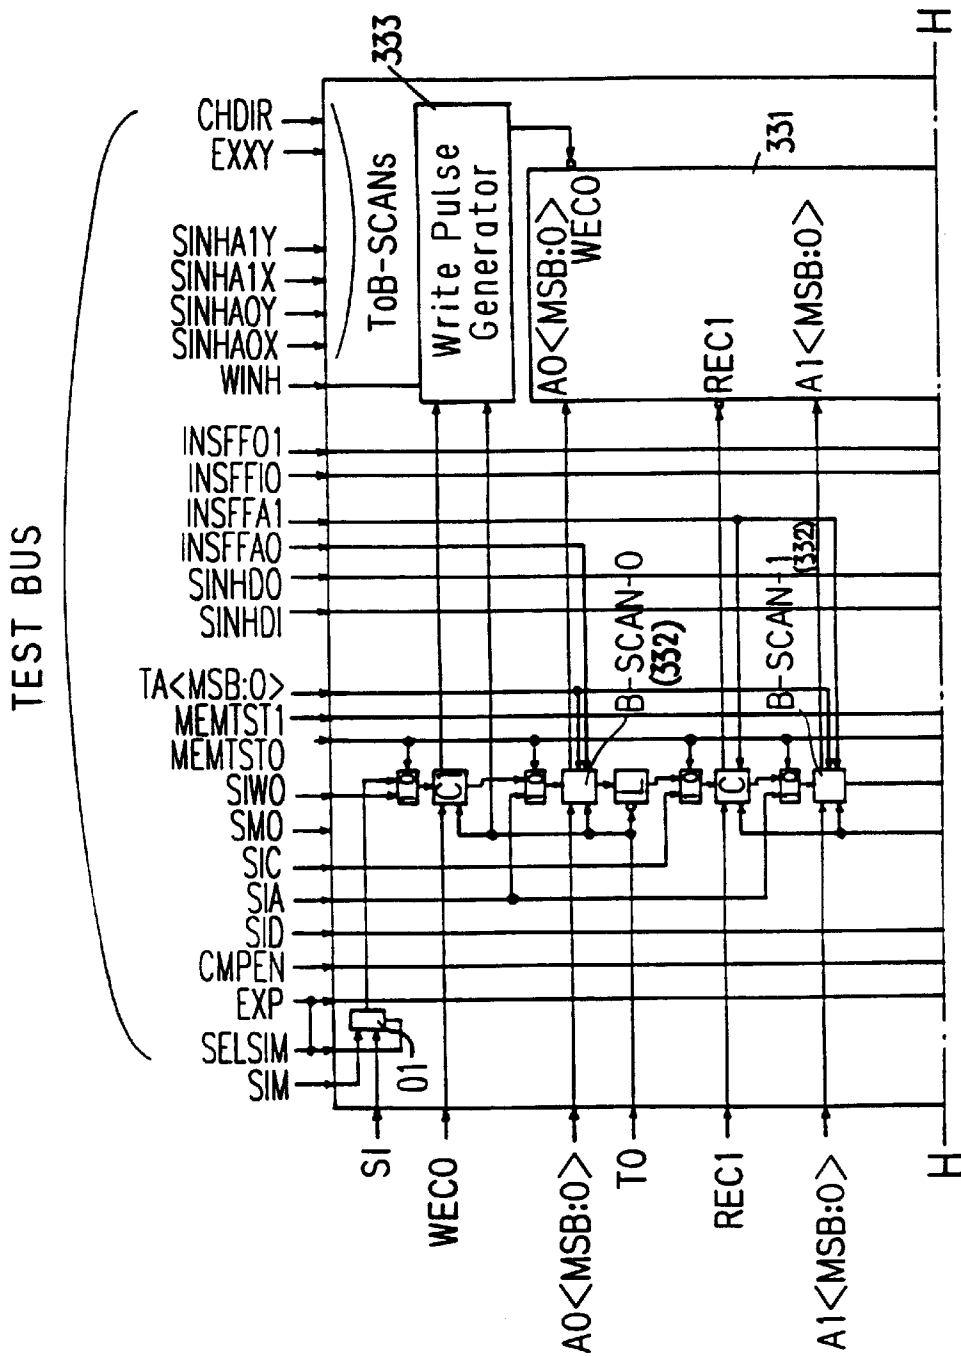 TEST BUS
SIM
SELSIM
EXP
CMPEN
SID
SIA
SIC
SM0
SIW0
MEMTST0
MEMTST1
TA<MSB:0>
SINHDI
SINHDO
INSFFA0
INSFFA1
INSFFI0
INSFFO1
WINH
SINHA0X
SINHA0Y
SINHA1X
SINHA1Y
EXXY
CHDIR
ToB-SCANs
333
Write Pulse
Generator
SI
01
WEC0
C
A0<MSB:0>
WEC0
B-SCAN-0
(332)
A0<MSB:0>
T0
L
331
REC1
C
REC1
B-SCAN-1
(332)
A1<MSB:0>
A1<MSB:0>
H
H